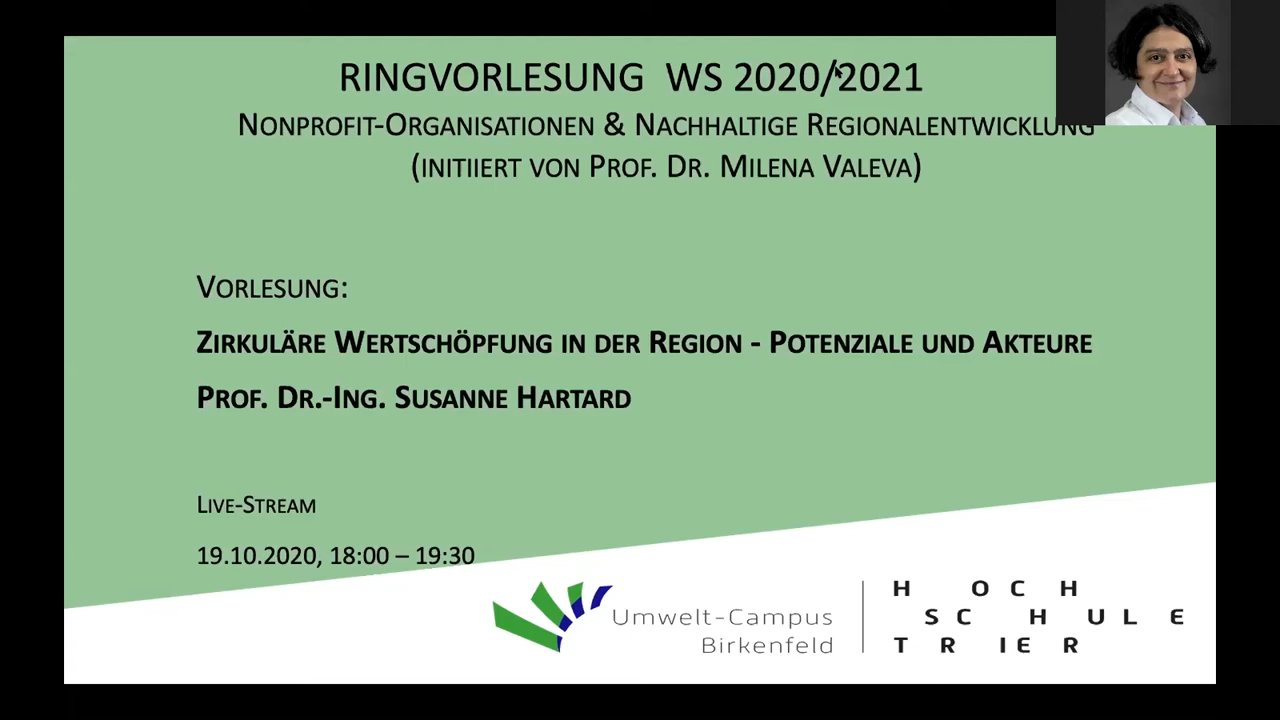 RINGVORLESUNG WS 2020/2021
NONPROFIT-ORGANISATIONEN & NACHHALTIGE REGIONALENTWICKLUNG
(INITIIERT VON PROF. DR. MILENA VALEVA)
VORLESUNG:
ZIRKULÄRE WERTSCHÖPFUNG IN DER REGION - POTENZIALE UND AKTEURE
PROF. DR.-ING. SUSANNE HARTARD
LIVE-STREAM
19.10.2020, 18:00 – 19:30
Umwelt-Campus
Birkenfeld
HOCH
SCHULE
TRIER